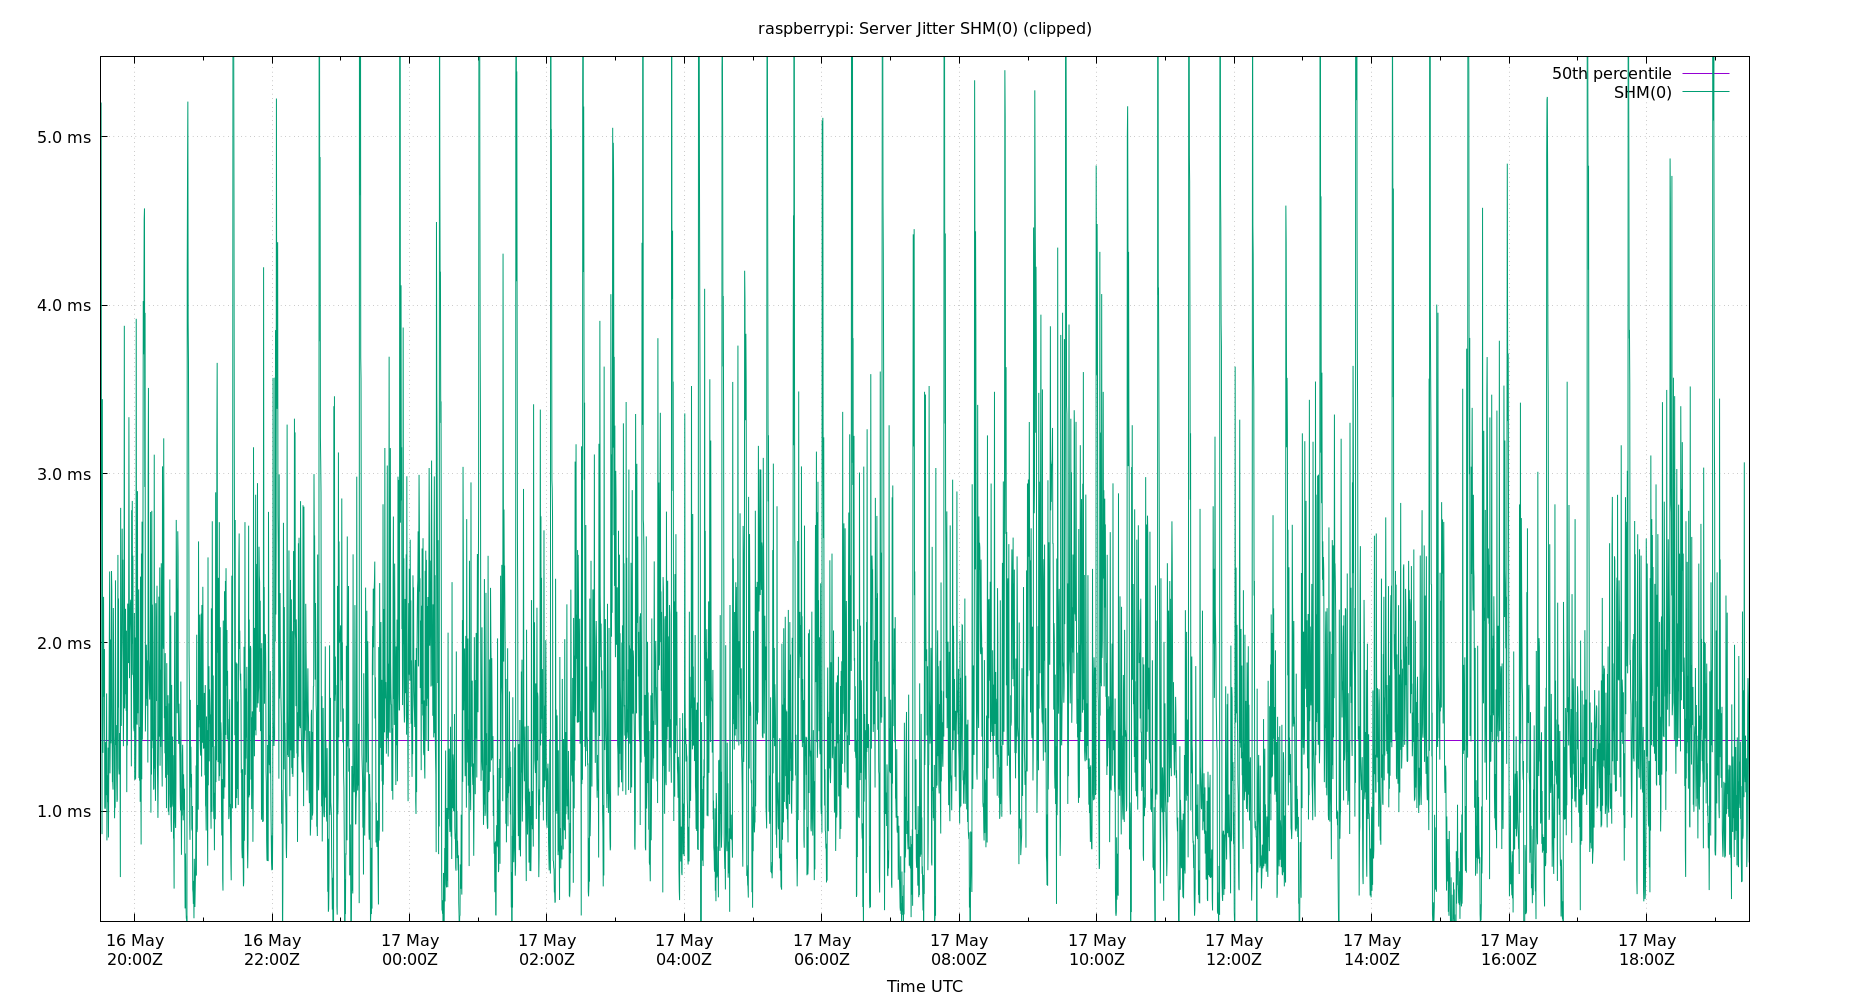 raspberrypi: Server Jitter SHM(0) (clipped)
50th percentile
SHM(0)
5.0 ms
4.0 ms
3.0 ms
2.0 ms
1.0 ms
16 May 16 May 17 May 17 May 17 May 17 May 17 May 17 May 17 May 17 May 17 May 17 May
20:00Z 22:00Z 00:00Z 02:00Z 04:00Z 06:00Z 08:00Z 10:00Z 12:00Z 14:00Z 16:00Z 18:00Z
Time UTC